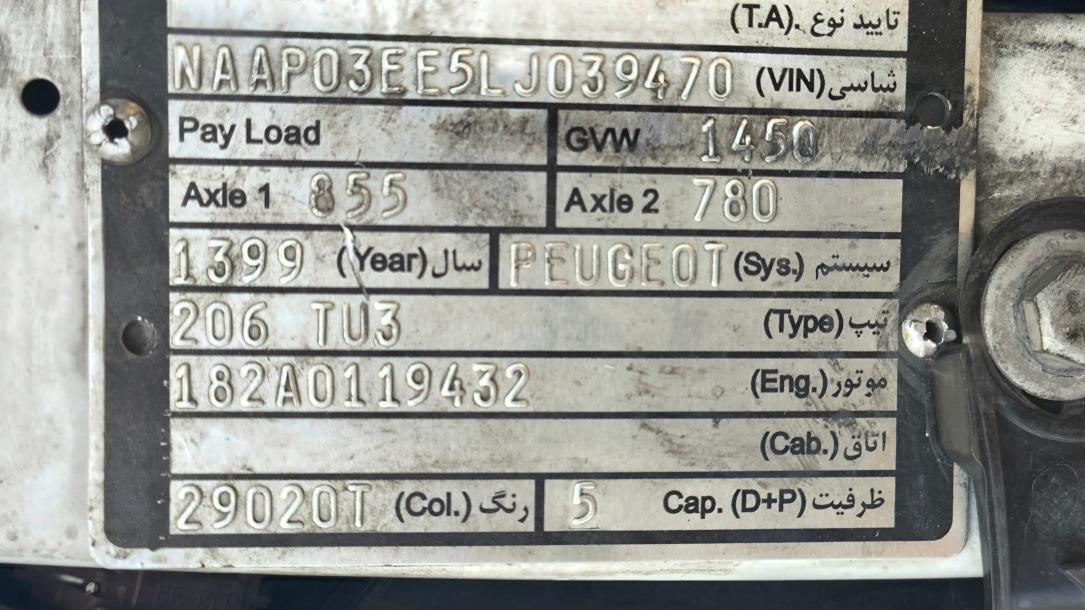 تایید نوع .(T.A)
NAAP03EE5LJ039470 (VIN) شاسی
Pay Load GVW 1450
Axle 1 855 Axle 2 780
1399 (Year) سال PEUGEOT (Sys.) سیستم
206 TU3 (Type) تیپ
182A0119432 (Eng.) موتور
(Cab.) اتاق
29020T (Col.) رنگ 5 Cap. (D+P) ظرفیت